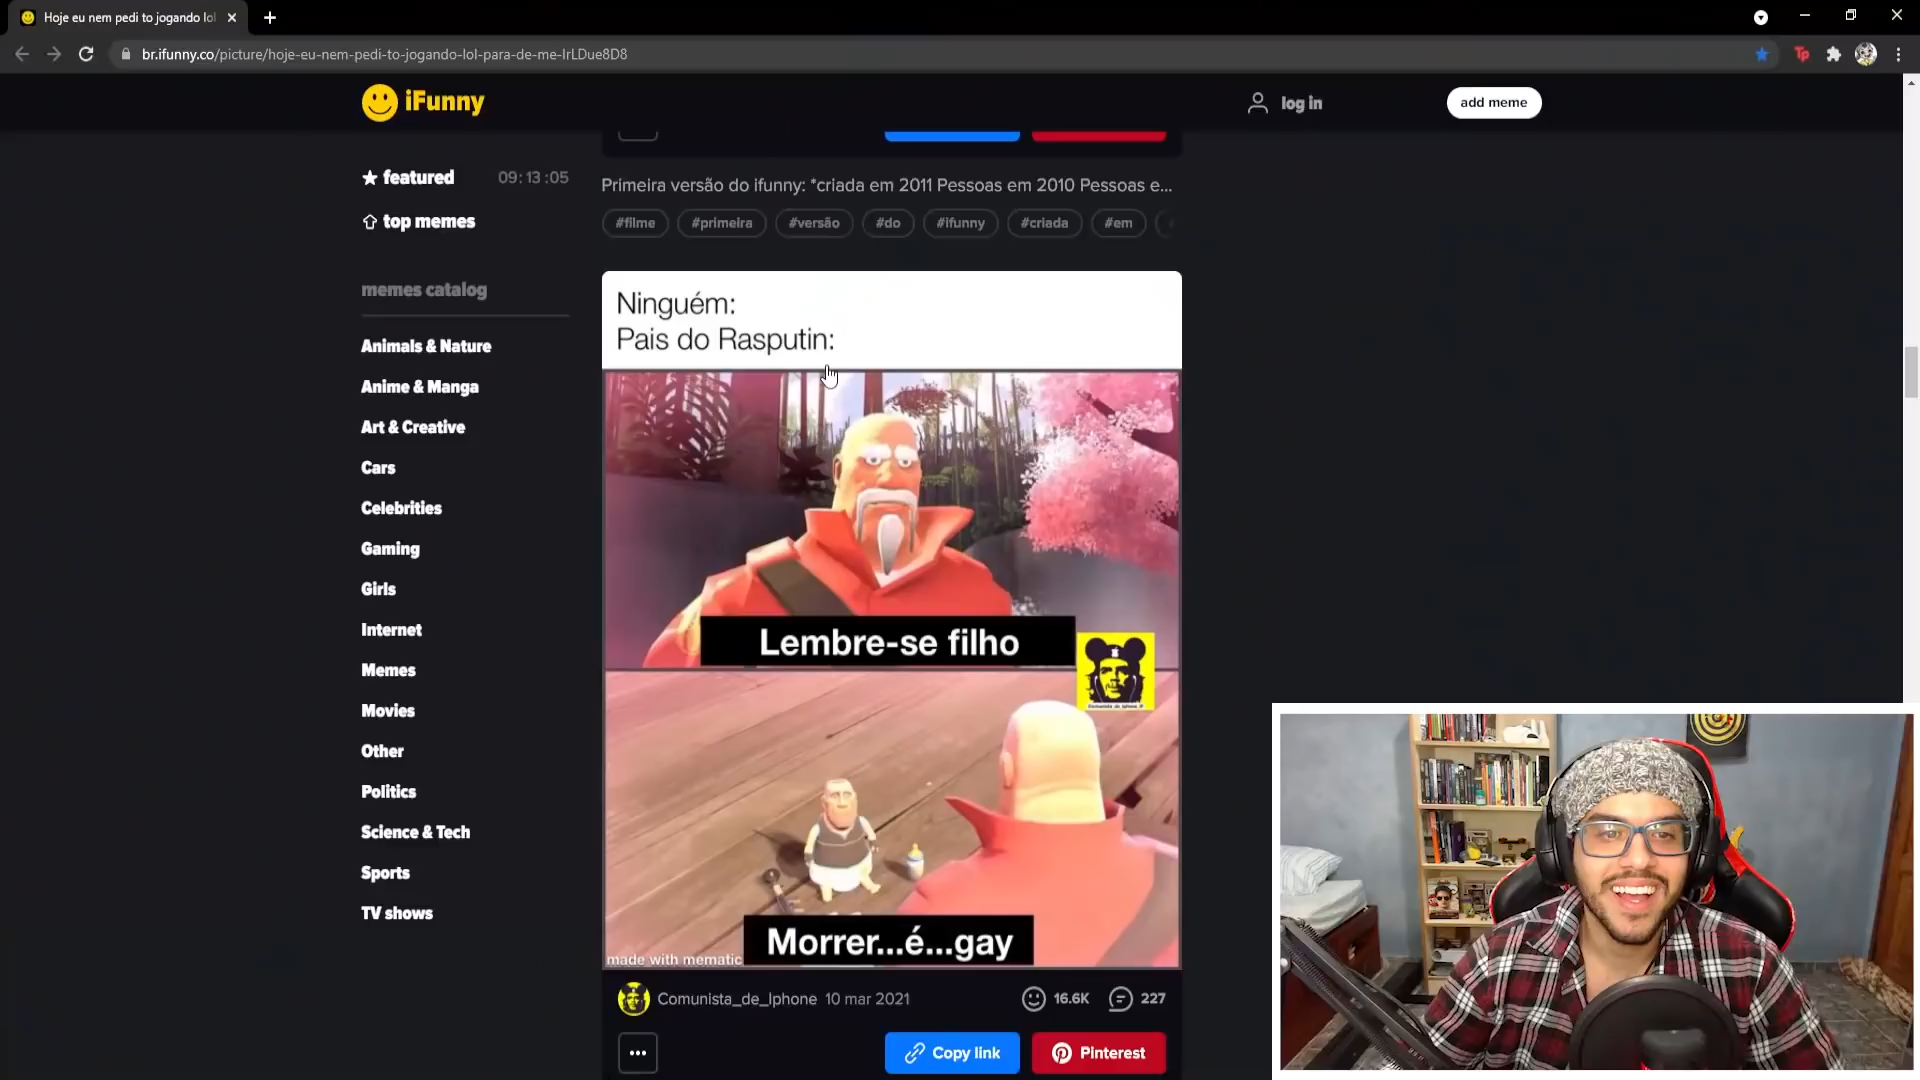 Hoje eu nem pedi to jogando lol
br.ifunny.co/picture/hoje-eu-nem-pedi-to-jogando-lol-para-de-me-IrLDue8D8
Tp
iFunny
log in
add meme
featured 09:13:05
top memes
memes catalog
Animals & Nature
Anime & Manga
Art & Creative
Cars
Celebrities
Gaming
Girls
Internet
Memes
Movies
Other
Politics
Science & Tech
Sports
TV shows
Primeira versão do ifunny: *criada em 2011 Pessoas em 2010 Pessoas e...
#filme #primeira #versão #do #ifunny #criada #em
Ninguém:
Pais do Rasputin:
Lembre-se filho
Morrer...é...gay
made with mematic
Comunista_de_Iphone 10 mar 2021 16.6K 227
Copy link Pinterest